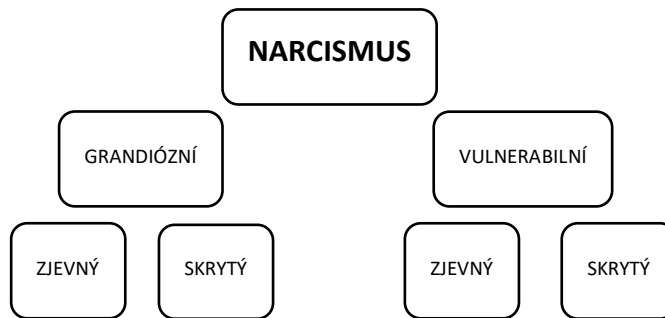 NARCISMUS
GRANDIÓZNÍ
VULNERABILNÍ
ZJEVNÝ
SKRYTÝ
ZJEVNÝ
SKRYTÝ